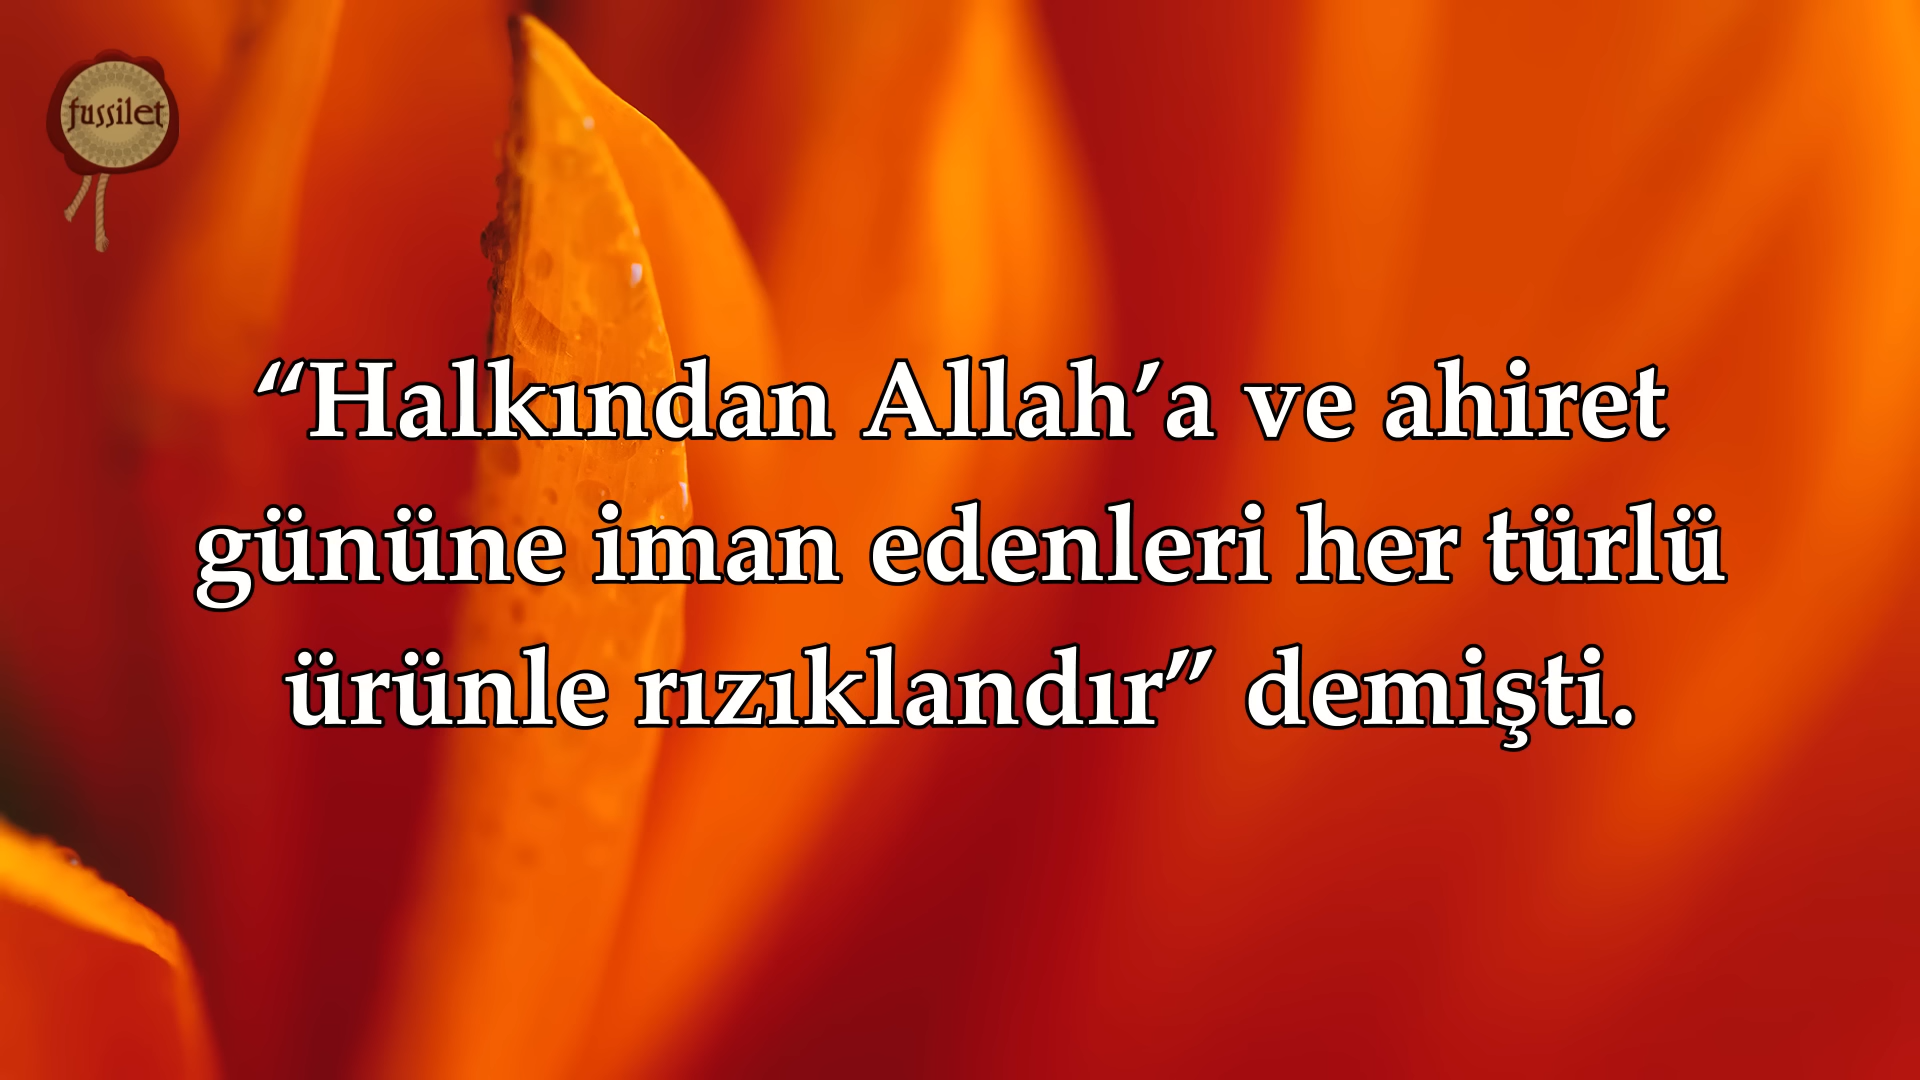 fussilet
“Halkından Allah’a ve ahiret
gününe iman edenleri her türlü
ürünle rızıklandır” demişti.